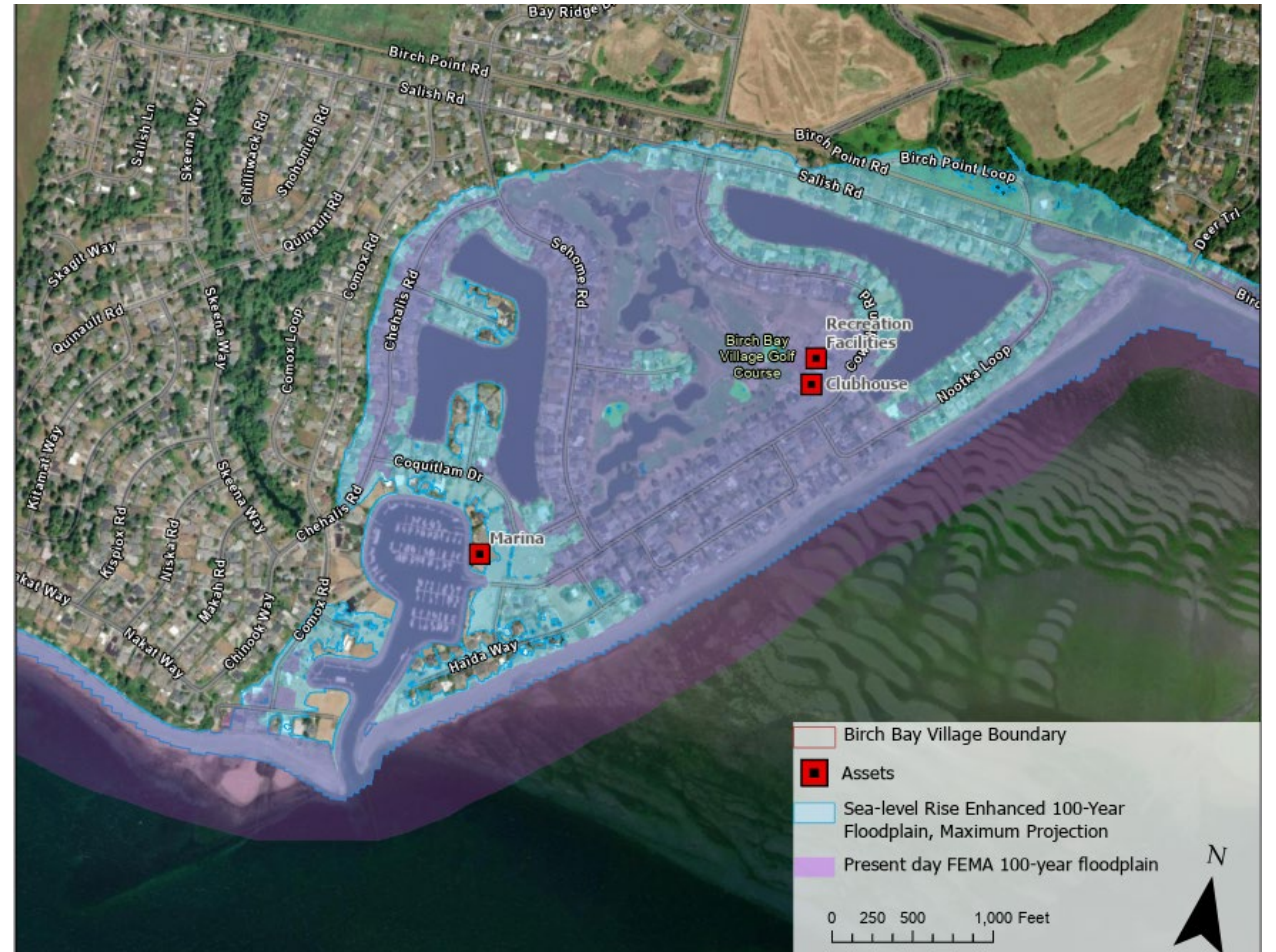 Bay Ridge
Birch Point Rd
Salish Rd
Salish Ln
Skeena Way
Chilliwack Rd
Snohomish Rd
Birch Point Rd
Birch Point Loop
Salish Rd
Quinault Rd
Deer Trl
Skagit Way
Comox Rd
Sehome Rd
Chehalis Rd
Quinault Rd
Skeena Way
Comox Loop
Recreation
Facilities
Birch Bay
Village Golf
Course
Clubhouse
Nootka Loop
Kitamat Way
Coquitlam Dr
Skeena Way
Chehalis Rd
Marina
Kispiox Rd
Niska Rd
Makah Rd
Way
Comox Rd
Chinook Way
Nakat Way
Haida Way
Birch Bay Village Boundary
Assets
Sea-level Rise Enhanced 100-Year
Floodplain, Maximum Projection
Present day FEMA 100-year floodplain
N
0 250 500 1,000 Feet